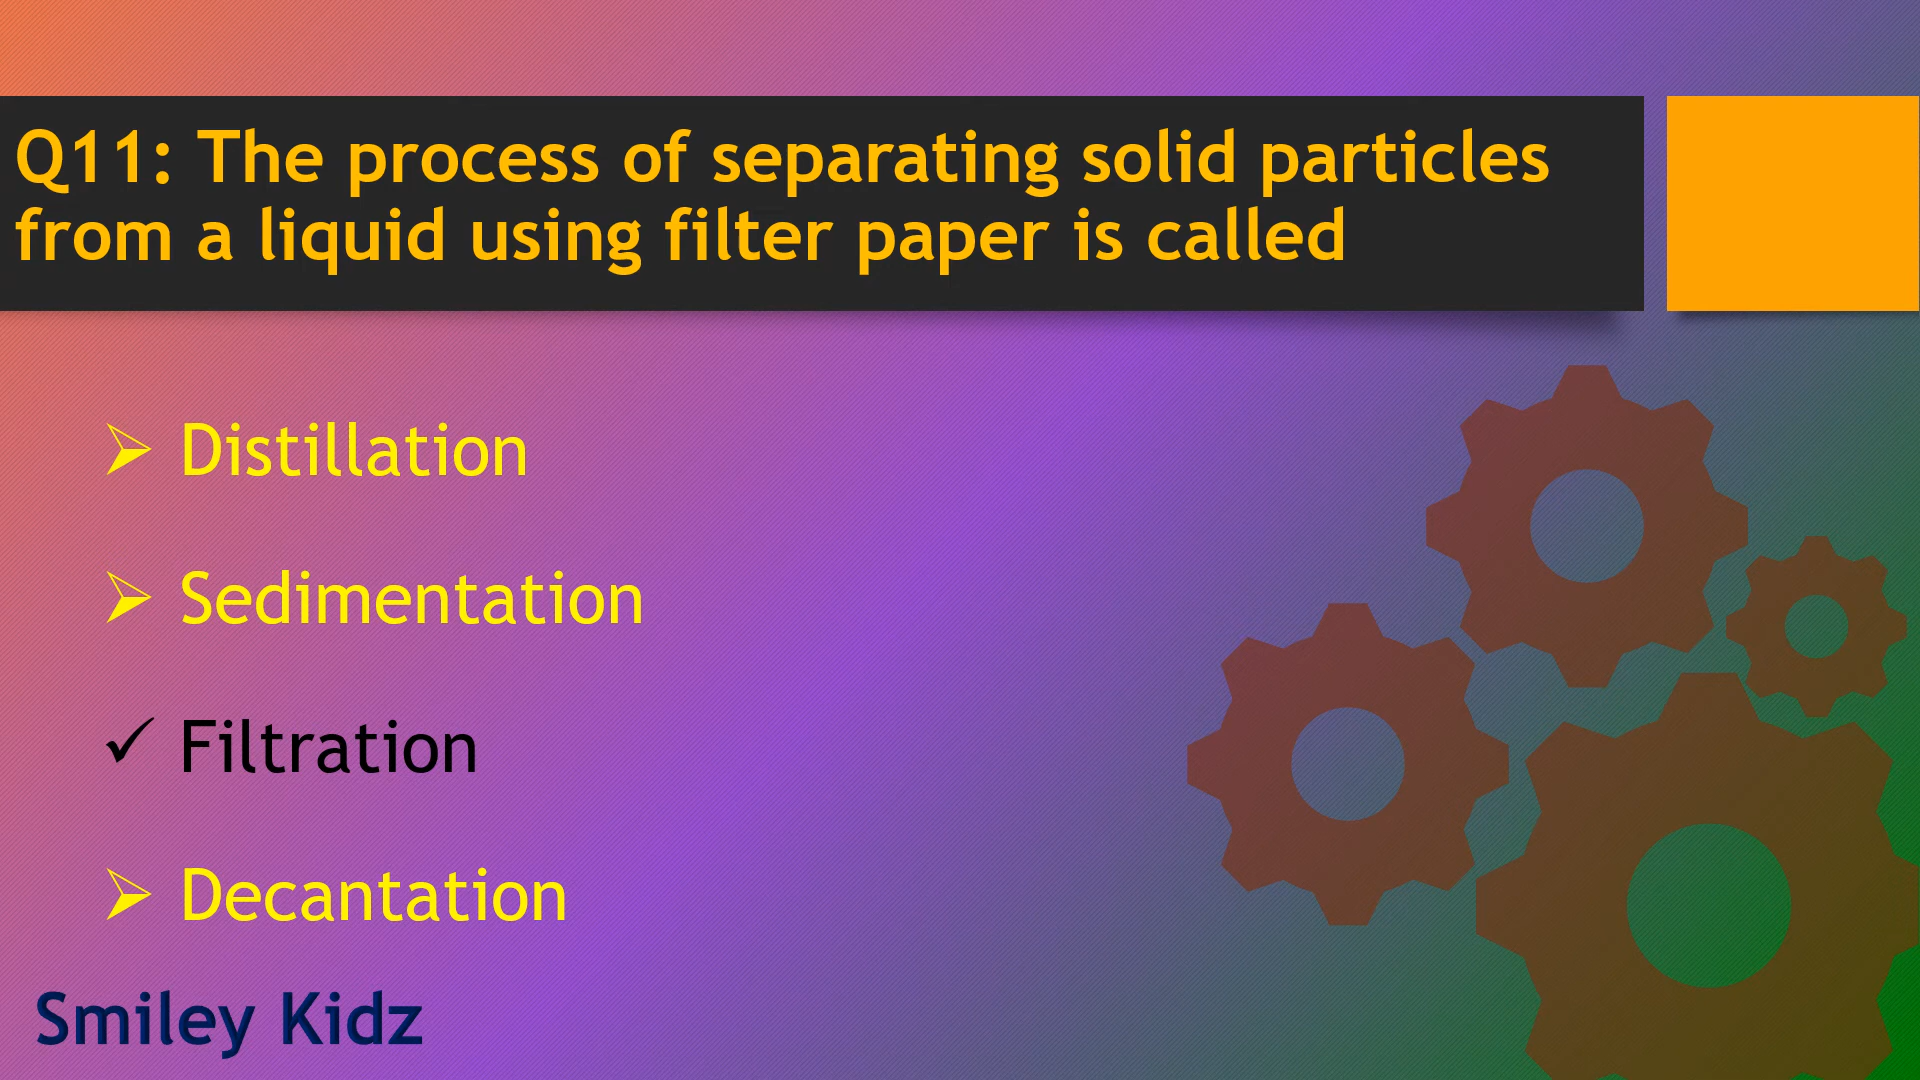 Q11: The process of separating solid particles
from a liquid using filter paper is called
Distillation
Sedimentation
Filtration
Decantation
Smiley Kidz